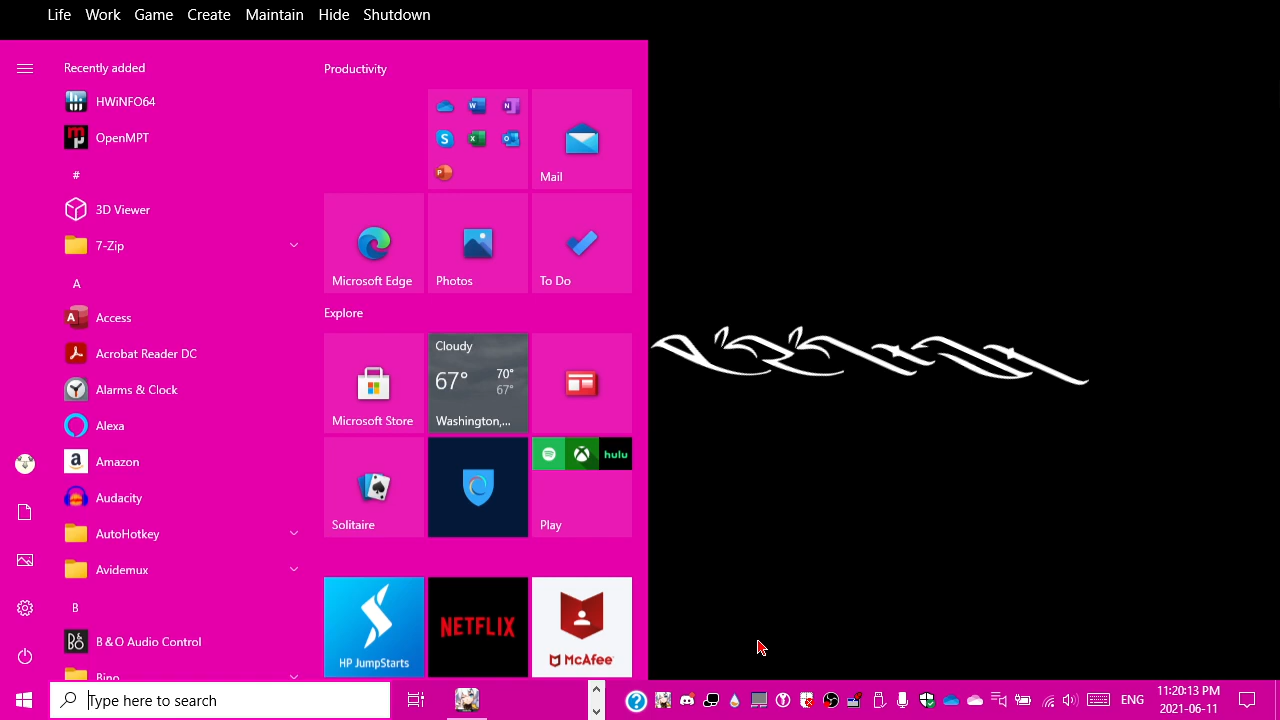 Life Work Game Create Maintain Hide Shutdown
Recently added
HWiNFO64
OpenMPT
#
3D Viewer
7-Zip
A
Access
Acrobat Reader DC
Alarms & Clock
Alexa
Amazon
Audacity
AutoHotkey
Avidemux
B
B&O Audio Control
Bino
Productivity
Mail
Microsoft Edge
Photos
To Do
Explore
Microsoft Store
Cloudy
67° 70°
67°
Washington,...
hulu
Solitaire
Play
HP JumpStarts
NETFLIX
McAfee
Type here to search
ENG
11:20:13 PM
2021-06-11